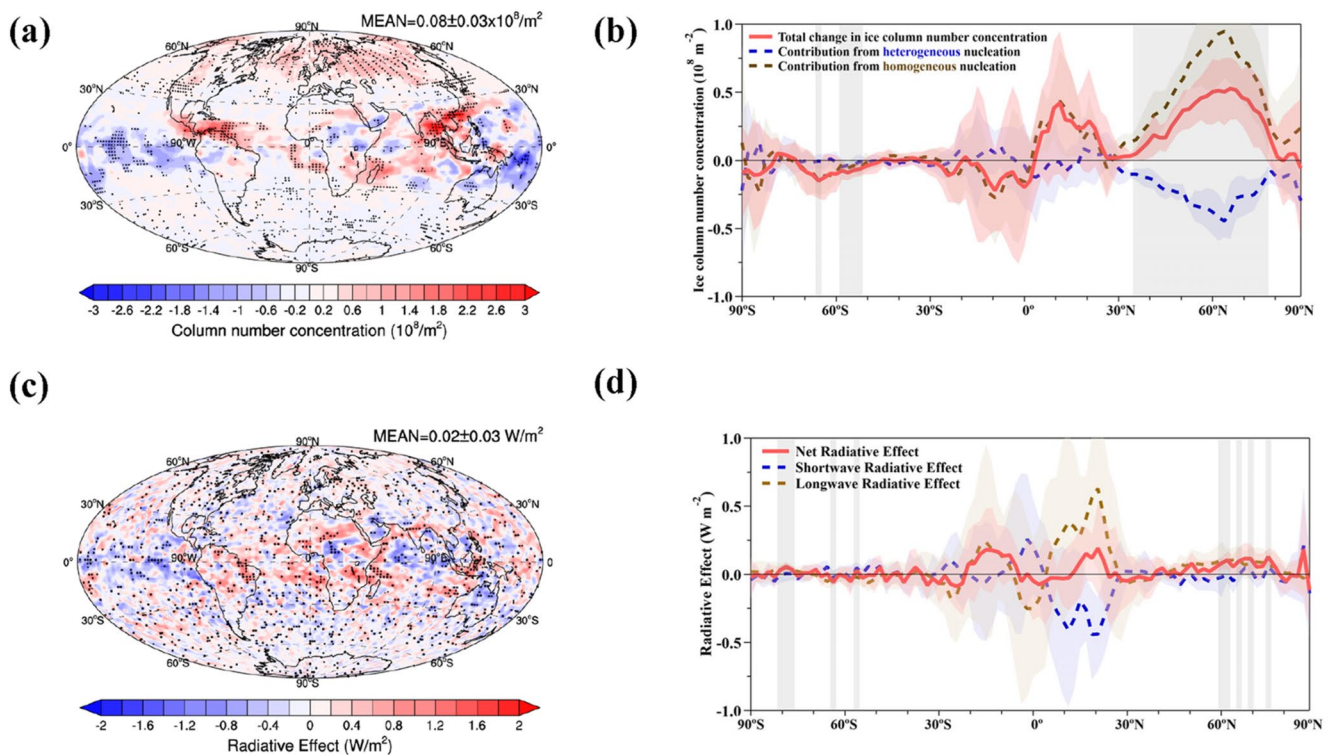 (a)
MEAN=0.08±0.03x10⁸/m²
90°N
60°N
60°N
30°N
30°N
0°
90°W
0°
90°E
0°
30°S
30°S
60°S
60°S
90°S
-3 -2.6 -2.2 -1.8 -1.4 -1 -0.6 -0.2 0.2 0.6 1 1.4 1.8 2.2 2.6 3
Column number concentration (10⁸/m²)
(b)
Total change in ice column number concentration
Contribution from heterogeneous nucleation
Contribution from homogeneous nucleation
Ice column number concentration (10⁸ m⁻²)
1.0
0.5
0.0
-0.5
-1.0
90°S 60°S 30°S 0° 30°N 60°N 90°N
(c)
MEAN=0.02±0.03 W/m²
90°N
60°N
60°N
30°N
30°N
0°
90°W
0°
90°E
0
30°S
30°S
60°S
60°S
90°S
-2 -1.6 -1.2 -0.8 -0.4 0 0.4 0.8 1.2 1.6 2
Radiative Effect (W/m²)
(d)
Net Radiative Effect
Shortwave Radiative Effect
Longwave Radiative Effect
Radiative Effect (W m⁻²)
1.0
0.5
0.0
-0.5
-1.0
90°S 60°S 30°S 0° 30°N 60°N 90°N